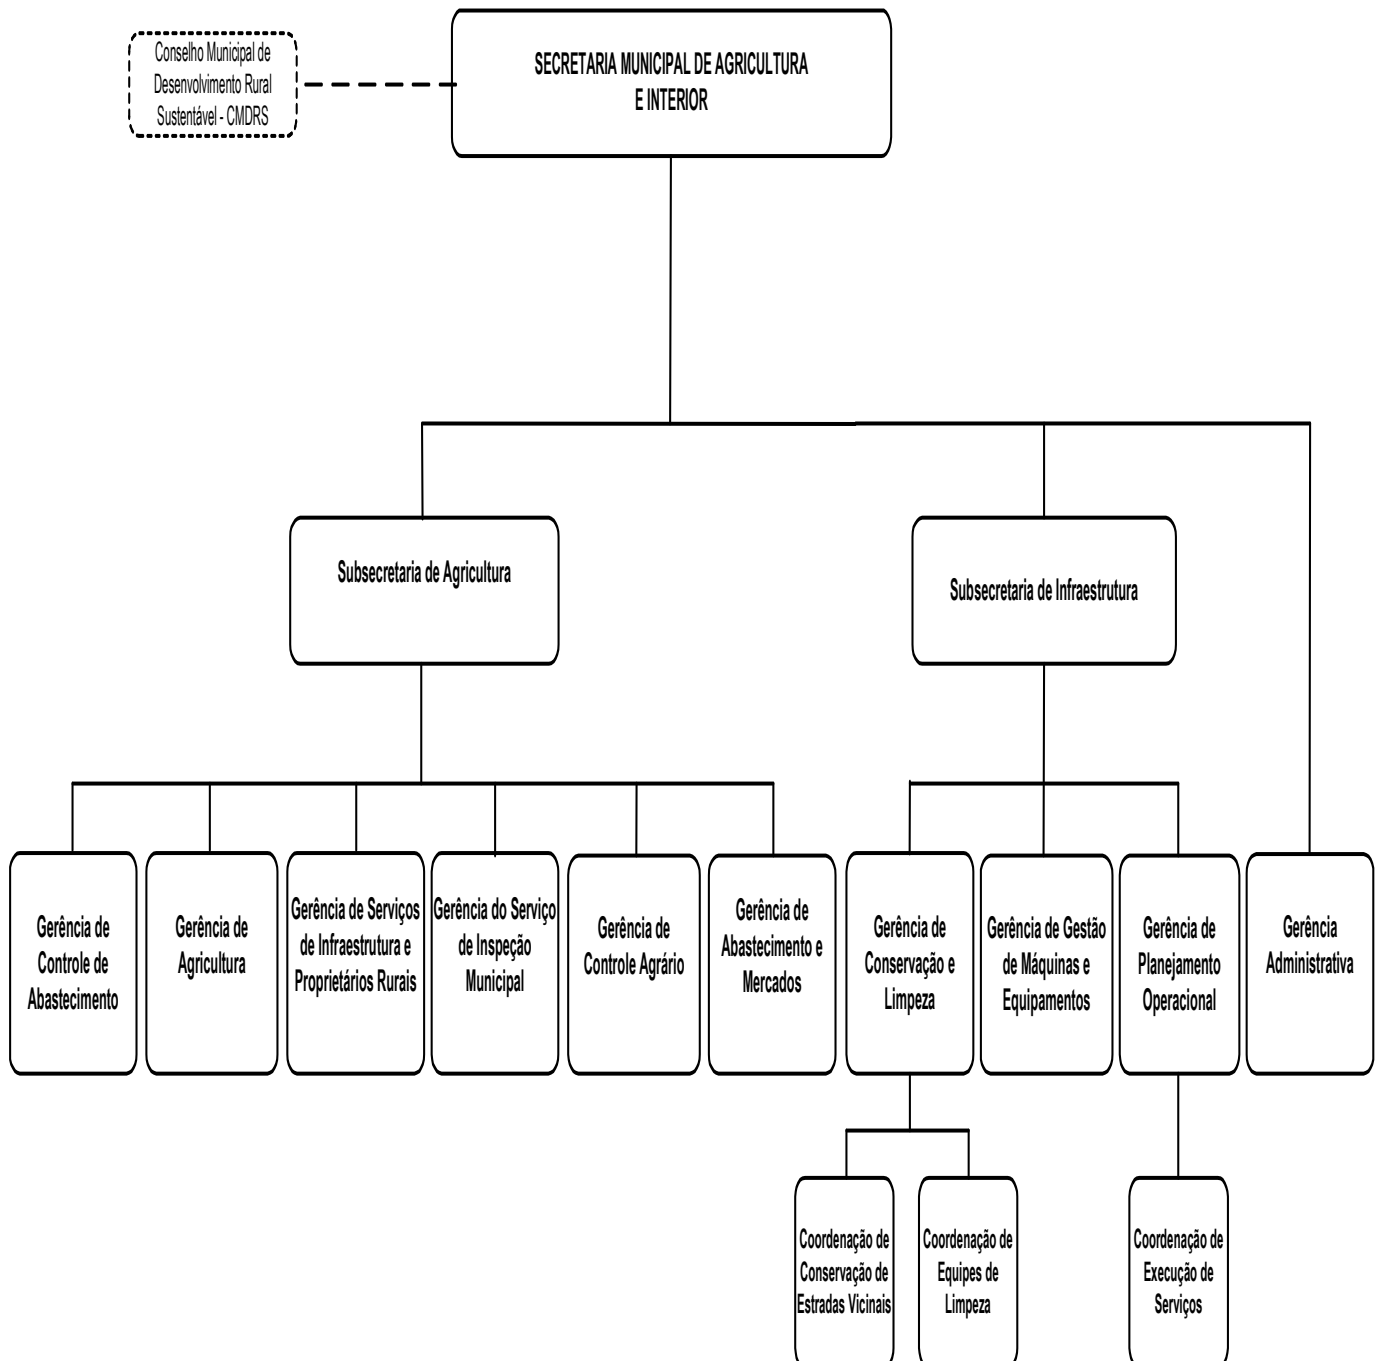 Conselho Municipal de
Desenvolvimento Rural
Sustentável - CMDRS
SECRETARIA MUNICIPAL DE AGRICULTURA
E INTERIOR
Subsecretaria de Agricultura
Subsecretaria de Infraestrutura
Gerência de
Controle de
Abastecimento
Gerência de
Agricultura
Gerência de Serviços
de Infraestrutura e
Proprietários Rurais
Gerência do Serviço
de Inspeção
Municipal
Gerência de
Controle Agrário
Gerência de
Abastecimento e
Mercados
Gerência de
Conservação e
Limpeza
Gerência de Gestão
de Máquinas e
Equipamentos
Gerência de
Planejamento
Operacional
Gerência
Administrativa
Coordenação de
Conservação de
Estradas Vicinais
Coordenação de
Equipes de
Limpeza
Coordenação de
Execução de
Serviços